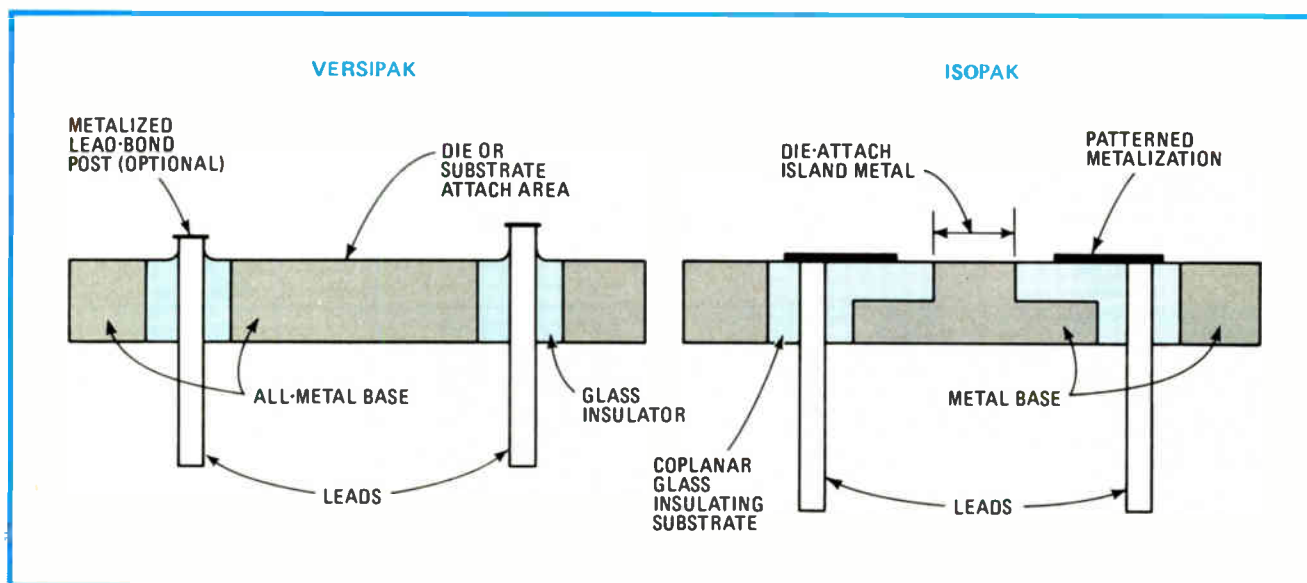 VERSIPAK
METALIZED
LEAD-BOND
POST (OPTIONAL)
DIE OR
SUBSTRATE
ATTACH AREA
ALL-METAL BASE
GLASS
INSULATOR
LEADS
ISOPAK
DIE-ATTACH
ISLAND METAL
PATTERNED
METALIZATION
METAL BASE
COPLANAR
GLASS
INSULATING
SUBSTRATE
LEADS